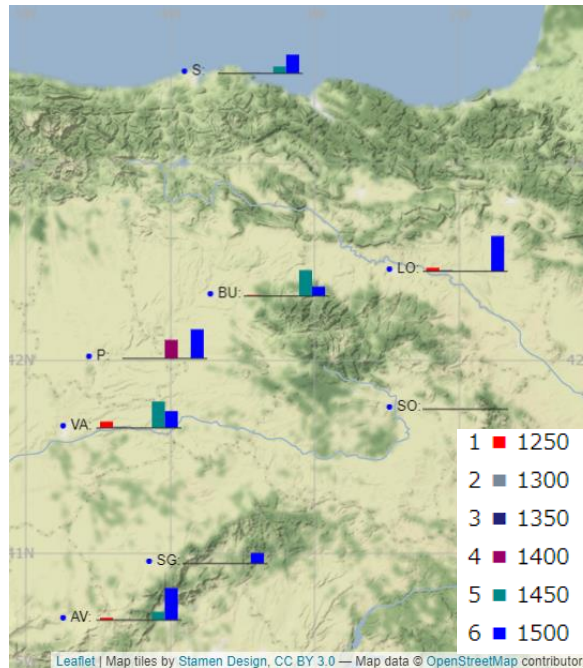 S:
LO:
BU:
P:
42N
42
SO:
VA:
1 1250
2 1300
3 1350
4 1400
5 1450
6 1500
41N
SG:
AV:
Leaflet | Map tiles by Stamen Design, CC BY 3.0 — Map data © OpenStreetMap contributo